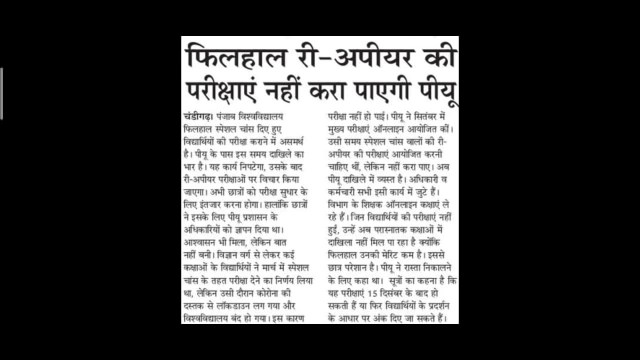 फिलहाल री-अपीयर की
परीक्षाएं नहीं करा पाएगी पीयू
चंडीगढ़। पंजाब विश्वविद्यालय
फिलहाल स्पेशल चांस दिए हुए
विद्यार्थियों की परीक्षा कराने में असमर्थ
है। पीयू के पास इस समय दाखिले का
भार है। यह कार्य निपटेगा, उसके बाद
री-अपीयर परीक्षाओं पर विचार किया
जाएगा। अभी छात्रों को परीक्षा सुधार के
लिए इंतजार करना होगा। हालांकि छात्रों
ने इसके लिए पीयू प्रशासन के
अधिकारियों को ज्ञापन दिया था।
आश्वासन भी मिला, लेकिन बात
नहीं बनी। विज्ञान वर्ग से लेकर कई
कक्षाओं के विद्यार्थियों ने मार्च में स्पेशल
चांस के तहत परीक्षा देने का निर्णय लिया
था, लेकिन उसी दौरान कोरोना की
दस्तक से लॉकडाउन लग गया और
विश्वविद्यालय बंद हो गया। इस कारण
परीक्षा नहीं हो पाई। पीयू ने सितंबर में
मुख्य परीक्षाएं ऑनलाइन आयोजित कीं।
उसी समय स्पेशल चांस वालों की री-
अपीयर की परीक्षाएं आयोजित करनी
चाहिए थीं, लेकिन नहीं करा पाए। अब
पीयू दाखिले में व्यस्त है। अधिकारी व
कर्मचारी सभी इसी कार्य में जुटे हैं।
विभाग के शिक्षक ऑनलाइन कक्षाएं ले
रहे हैं। जिन विद्यार्थियों की परीक्षाएं नहीं
हुईं, उन्हें अब परास्नातक कक्षाओं में
दाखिला नहीं मिल पा रहा है क्योंकि
फिलहाल उनकी मेरिट कम है। इससे
छात्र परेशान हैं। पीयू ने रास्ता निकालने
के लिए कहा था। सूत्रों का कहना है कि
यह परीक्षाएं 15 दिसंबर के बाद हो
सकती हैं या फिर विद्यार्थियों के प्रदर्शन
के आधार पर अंक दिए जा सकते हैं।